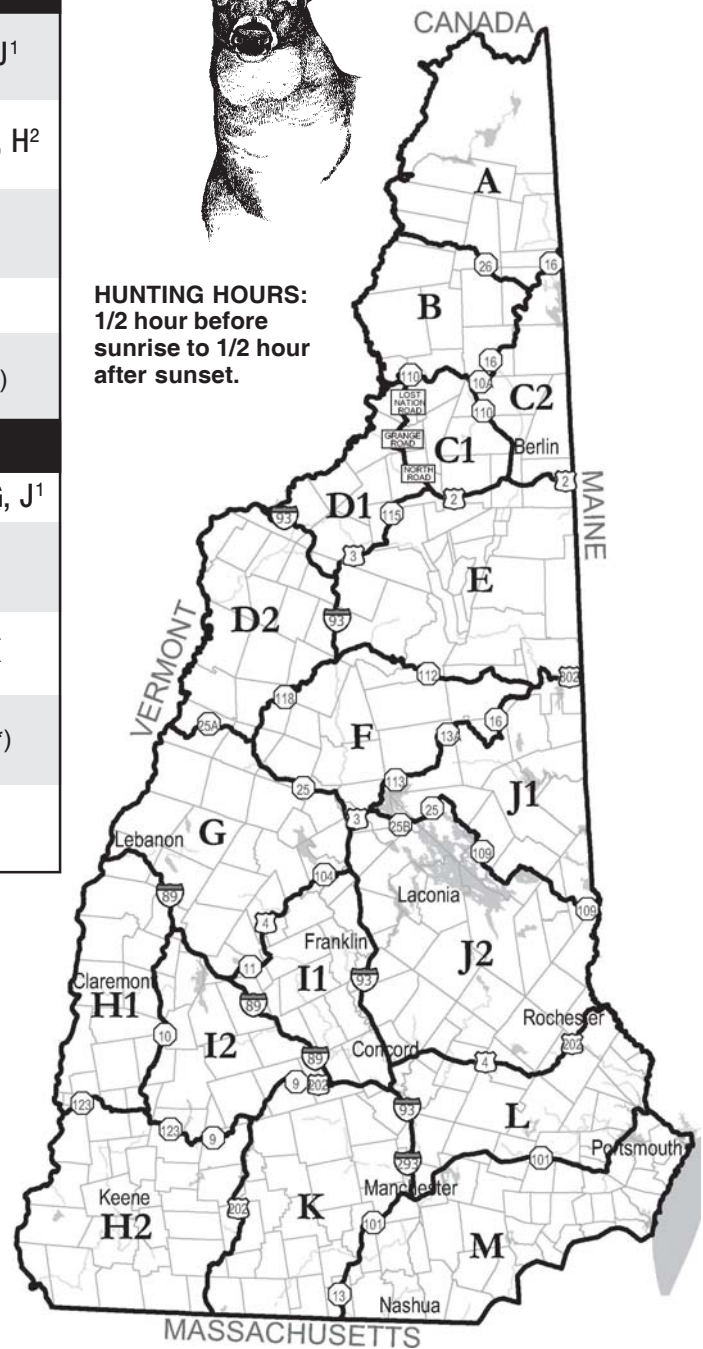 J¹
, H²
)
G, J¹
*)
HUNTING HOURS:
1/2 hour before
sunrise to 1/2 hour
after sunset.
CANADA
A
26
16
B
16
110
10A
C2
LOST
NATION
ROAD
110
GRANGE
ROAD
C1
Berlin
NORTH
ROAD
2
2
MAINE
D1
115
93
3
E
D2
93
VERMONT
112
302
118
16
25A
F
13A
113
25
J1
3
25B
25
G
109
Lebanon
104
89
Laconia
109
4
Franklin
J2
11
I1
93
Claremont
H1
89
Rochester
10
I2
202
89
Concord
4
9
202
123
93
L
123
9
Portsmouth
293
101
Keene
Manchester
H2
202
K
101
M
13
Nashua
MASSACHUSETTS